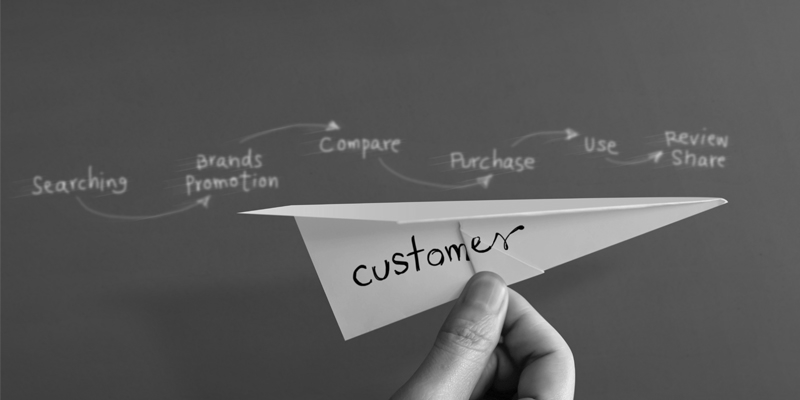 Searching
Brands
Promotion
Compare
Purchase
Use
Review
Share
customer